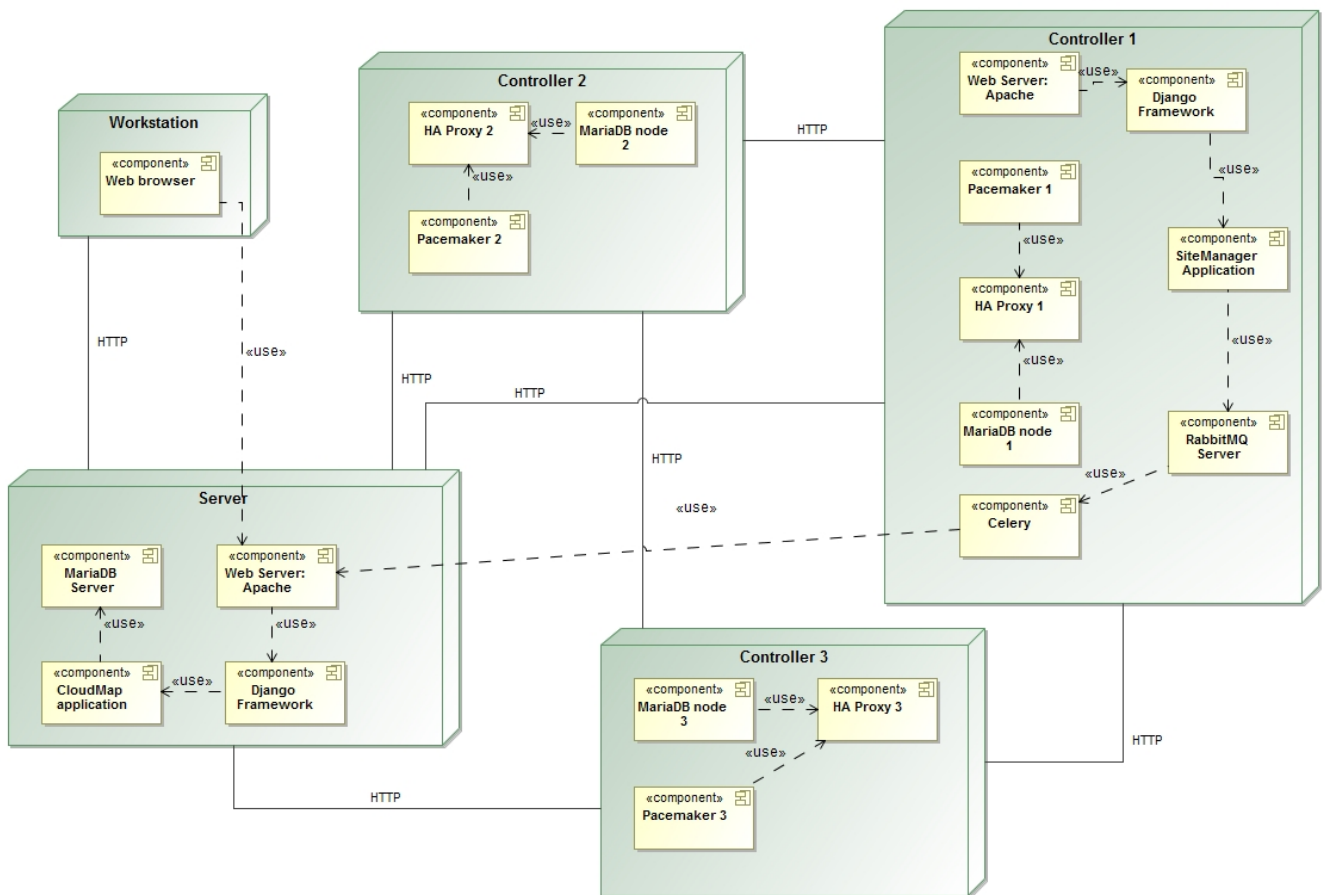 Controller 1
«component»
Web Server:
Apache
«use»
«component»
Django
Framework
«use»
«component»
Pacemaker 1
«use»
«component»
SiteManager
Application
«component»
HA Proxy 1
«use»
«use»
«component»
MariaDB node
1
«component»
RabbitMQ
Server
«use»
«component»
Celery
Controller 2
«component»
HA Proxy 2
«use»
«component»
MariaDB node
2
«use»
«component»
Pacemaker 2
HTTP
Workstation
«component»
Web browser
HTTP
«use»
HTTP
HTTP
HTTP
«use»
Server
«component»
MariaDB
Server
«component»
Web Server:
Apache
«use»
«use»
«component»
CloudMap
application
«use»
«component»
Django
Framework
Controller 3
«component»
MariaDB node
3
«use»
«component»
HA Proxy 3
«use»
«component»
Pacemaker 3
HTTP
HTTP